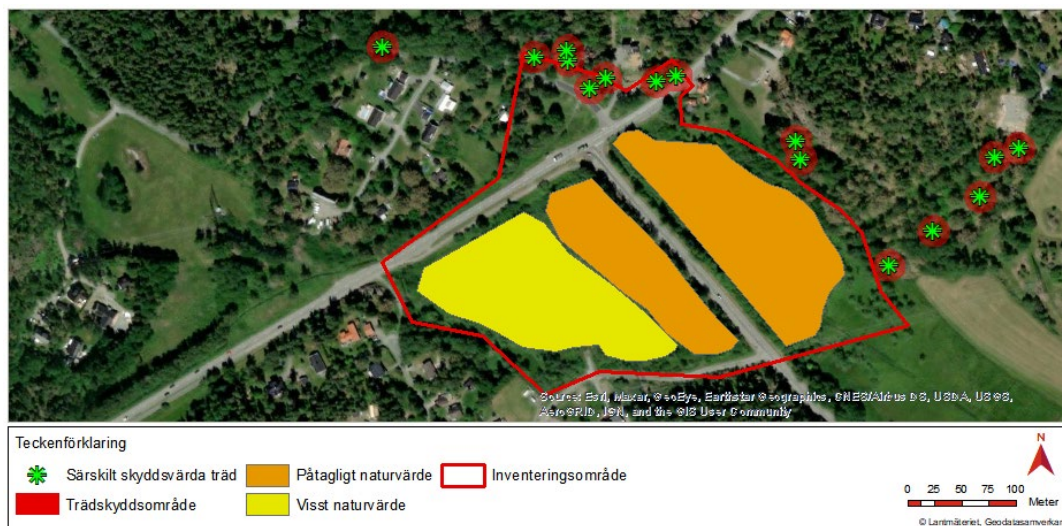 Source: Esri, Maxar, GeoEye, Earthstar Geographics, CNES/Airbus DS, USDA, USGS,
AeroGRID, IGN, and the GIS User Community
Teckenförklaring
Särskilt skyddsvärda träd
Påtagligt naturvärde
Inventeringsområde
Trädskyddsområde
Visst naturvärde
N
0 25 50 75 100
Meter
© Lantmäteriet, Geodatasamverkan